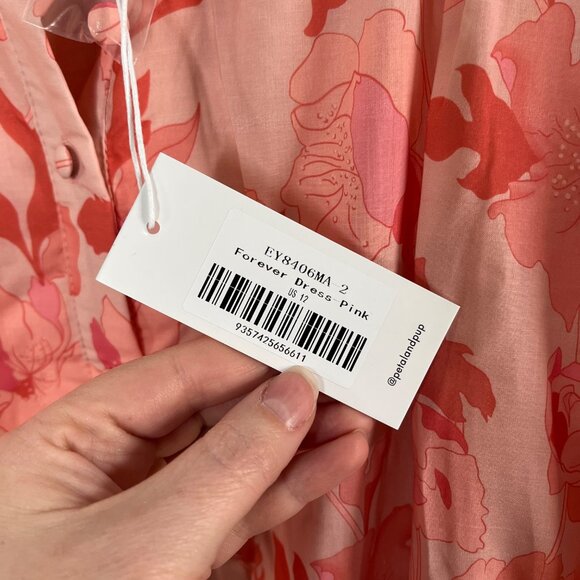 EY8406MA-2
Forever Dress-Pink
US 12
9357425656611
@petalandpup